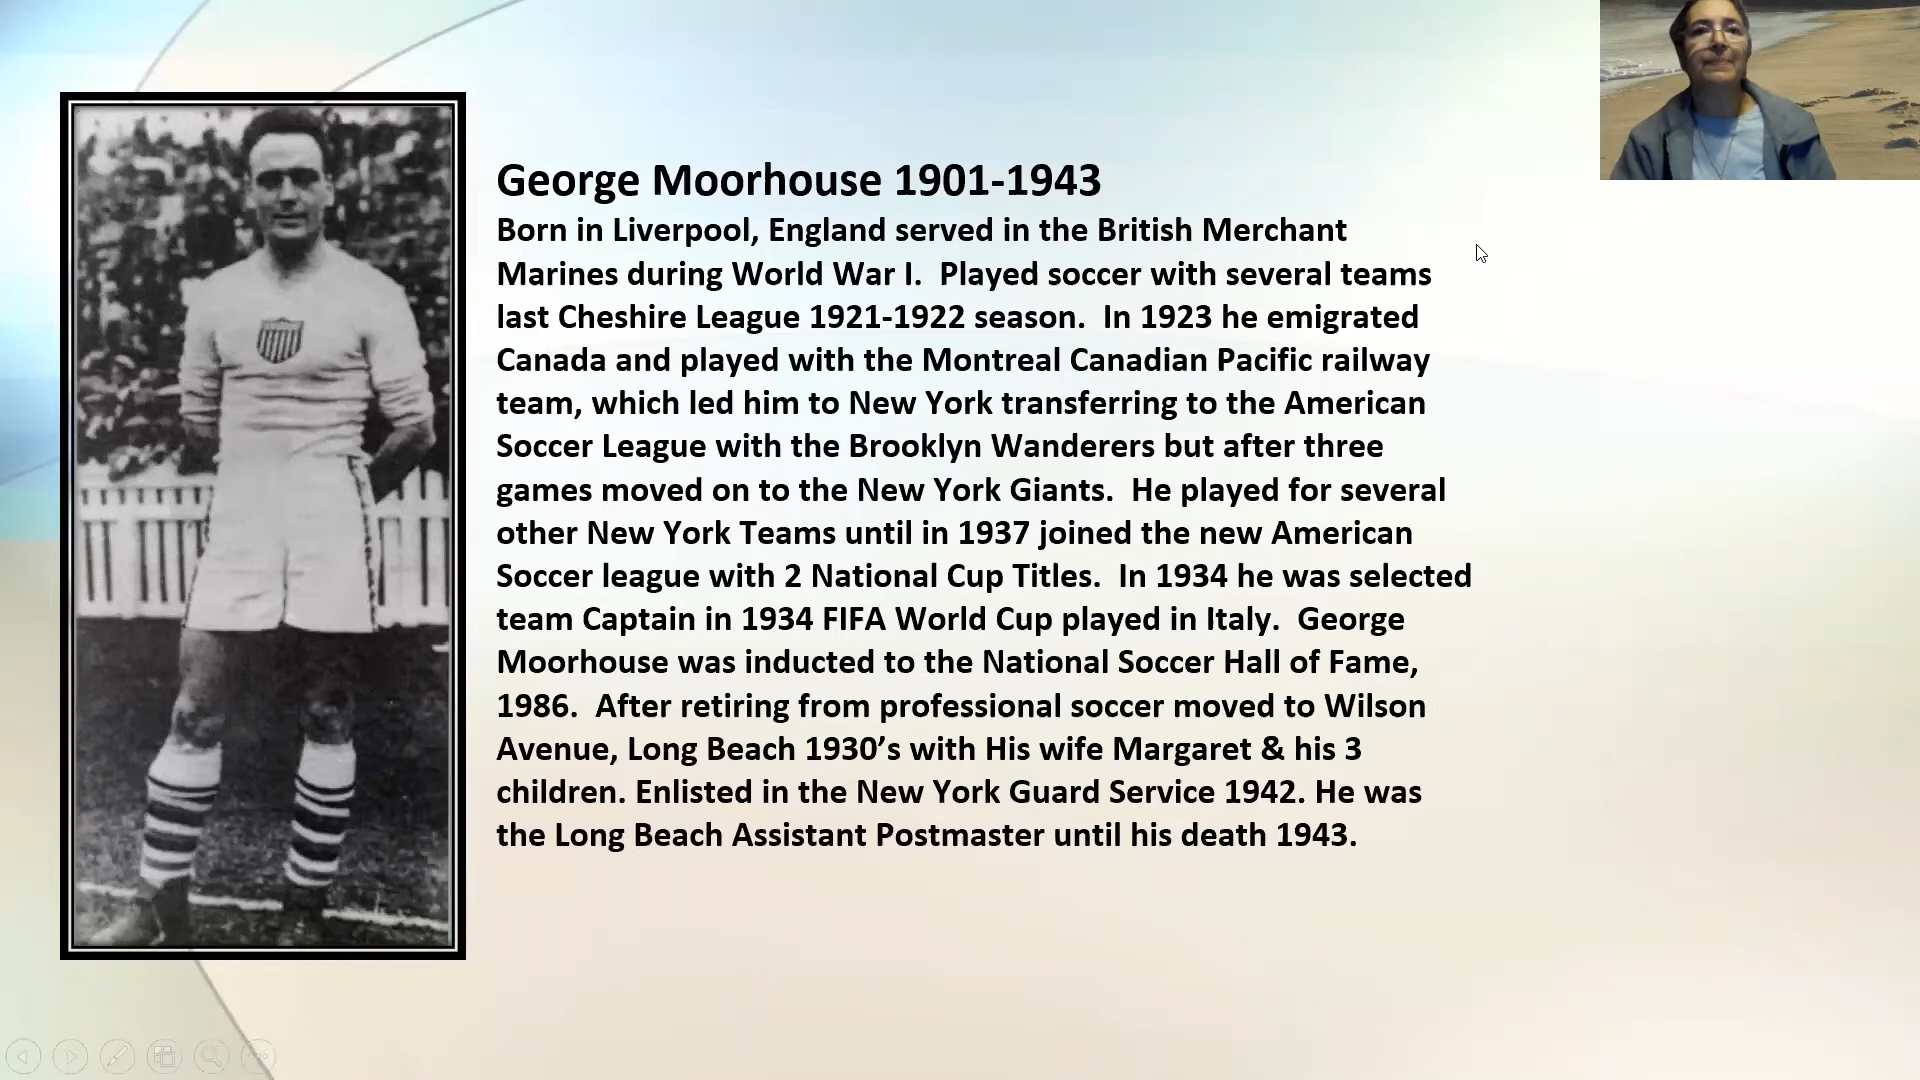 George Moorhouse 1901-1943
Born in Liverpool, England served in the British Merchant
Marines during World War I.  Played soccer with several teams
last Cheshire League 1921-1922 season.  In 1923 he emigrated
Canada and played with the Montreal Canadian Pacific railway
team, which led him to New York transferring to the American
Soccer League with the Brooklyn Wanderers but after three
games moved on to the New York Giants.  He played for several
other New York Teams until in 1937 joined the new American
Soccer league with 2 National Cup Titles.  In 1934 he was selected
team Captain in 1934 FIFA World Cup played in Italy.  George
Moorhouse was inducted to the National Soccer Hall of Fame,
1986.  After retiring from professional soccer moved to Wilson
Avenue, Long Beach 1930’s with His wife Margaret & his 3
children. Enlisted in the New York Guard Service 1942. He was
the Long Beach Assistant Postmaster until his death 1943.